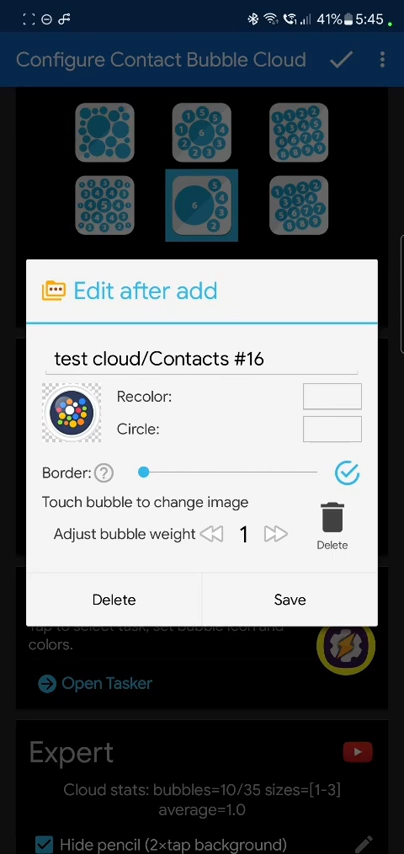 41% 5:45
Configure Contact Bubble Cloud
Edit after add
test cloud/Contacts #16
Recolor:
Circle:
Border: ?
Touch bubble to change image
Adjust bubble weight 1
Delete
Delete Save
Tap to select task, set bubble icon and
colors.
Open Tasker
Expert
Cloud stats: bubbles=10/35 sizes=[1-3]
average=1.0
Hide pencil (2×tap background)